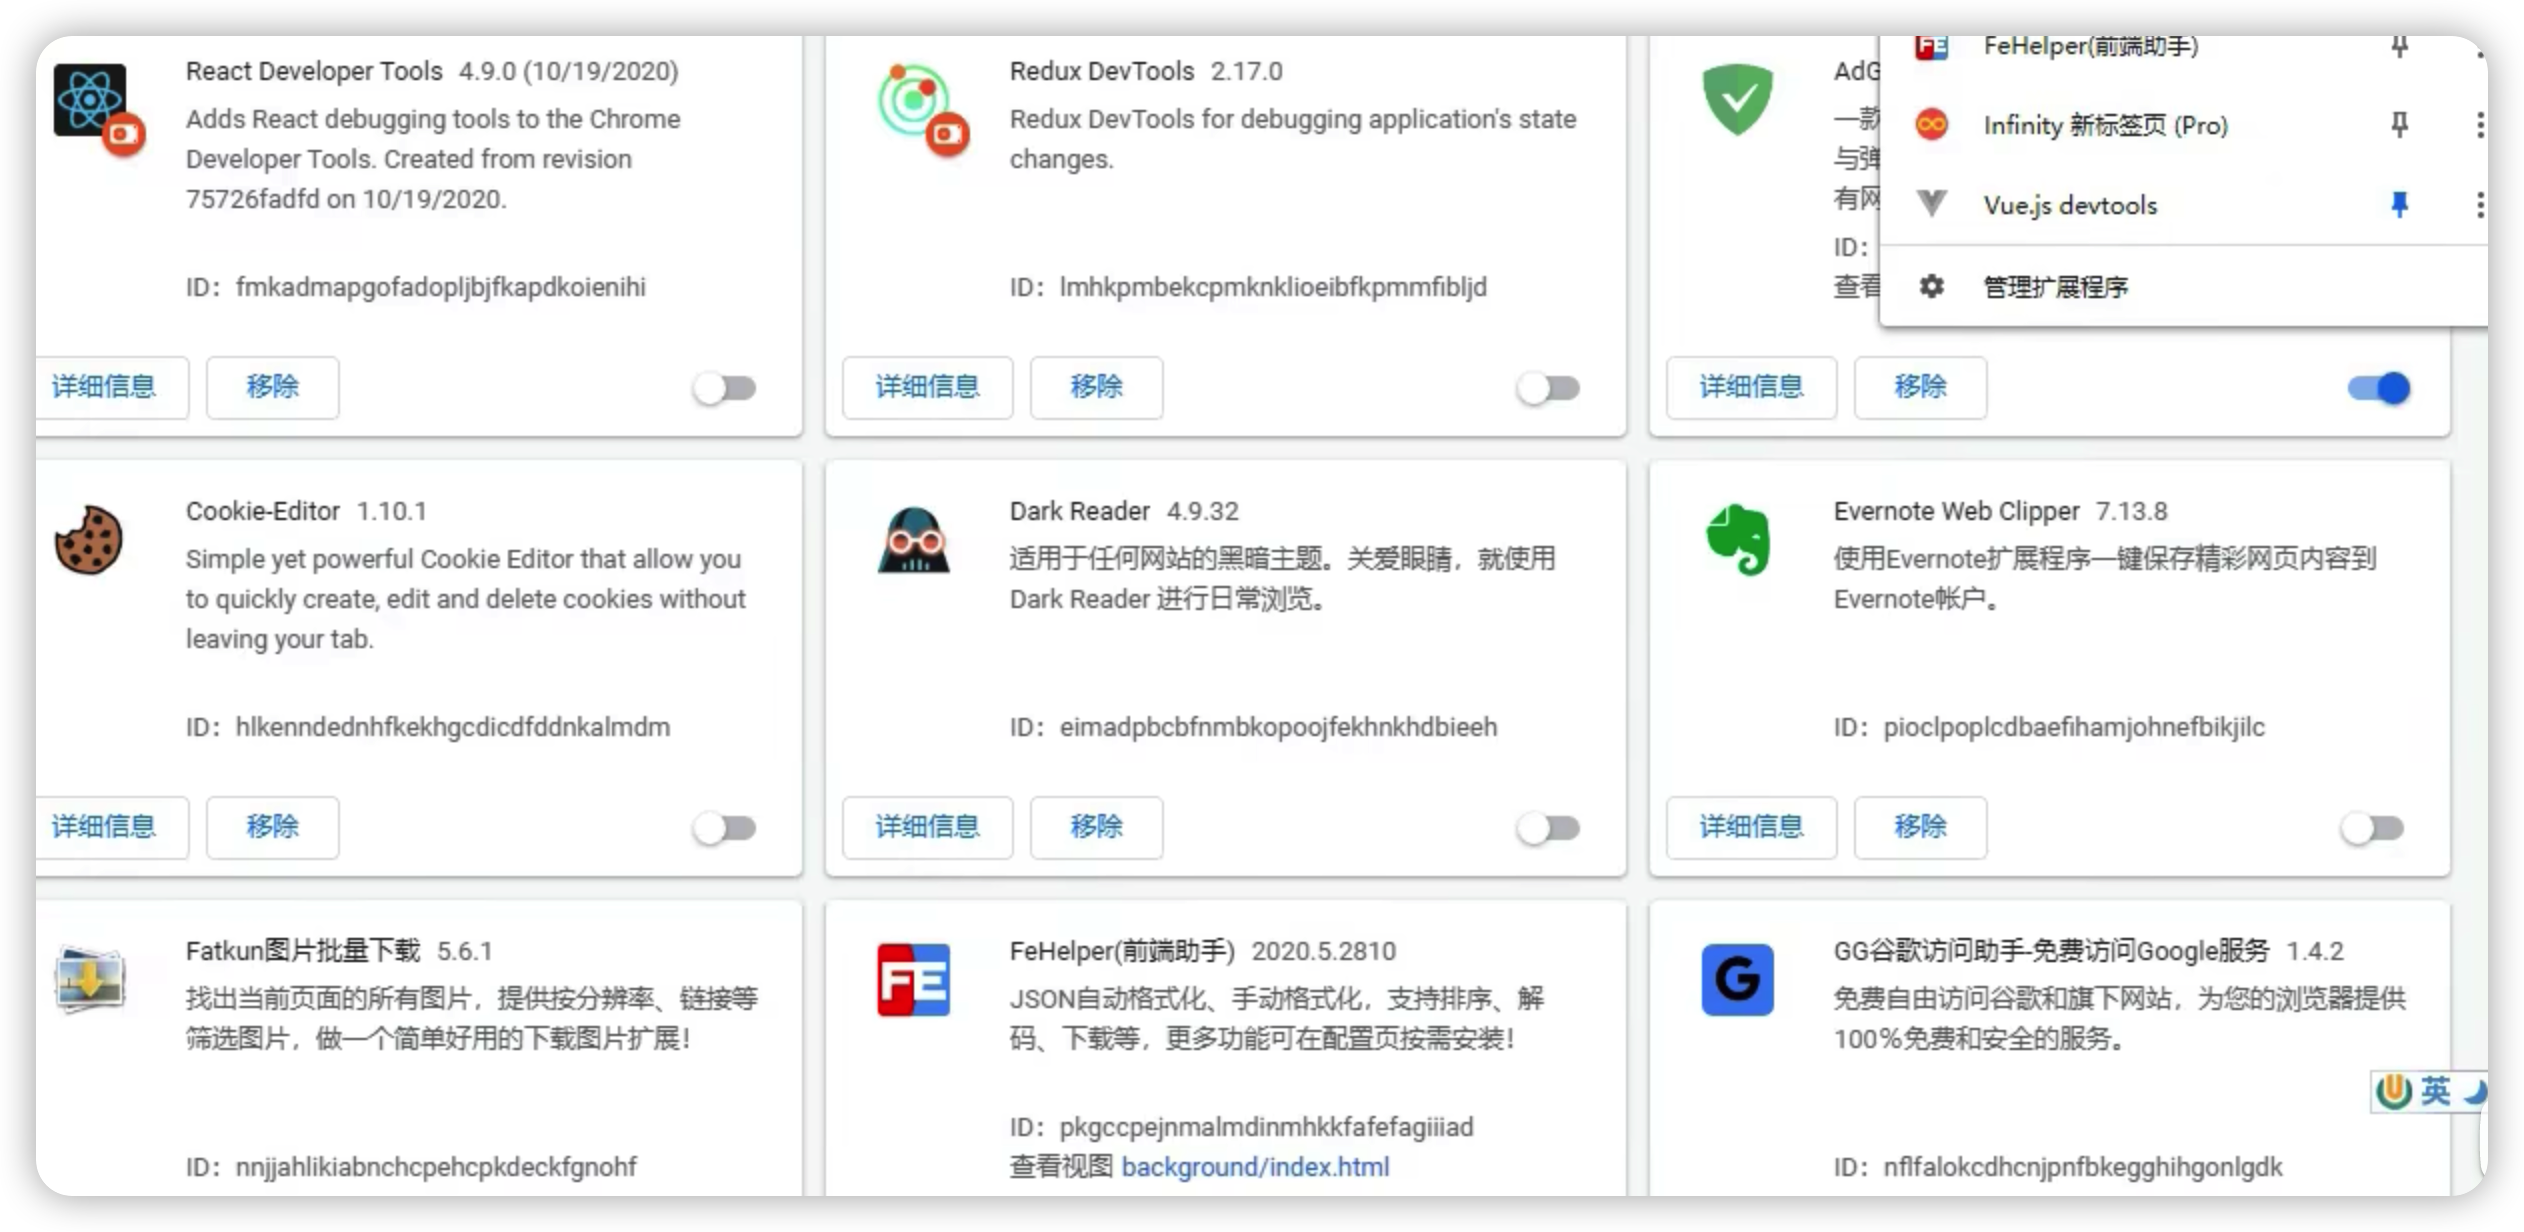 React Developer Tools 4.9.0 (10/19/2020)
Adds React debugging tools to the Chrome
Developer Tools. Created from revision
75726fadfd on 10/19/2020.
ID：fmkadmapgofadopljbjfkapdkoienihi
详细信息
移除
Redux DevTools 2.17.0
Redux DevTools for debugging application's state
changes.
ID：lmhkpmbekcpmknklioeibfkpmmfibljd
详细信息
移除
AdG
一款
与弹
有网
ID：
查看
详细信息
移除
FeHelper(前端助手)
Infinity 新标签页 (Pro)
Vue.js devtools
管理扩展程序
Cookie-Editor 1.10.1
Simple yet powerful Cookie Editor that allow you
to quickly create, edit and delete cookies without
leaving your tab.
ID：hlkenndednhfkekhgcdicdfddnkalmdm
详细信息
移除
Dark Reader 4.9.32
适用于任何网站的黑暗主题。关爱眼睛，就使用
Dark Reader 进行日常浏览。
ID：eimadpbcbfnmbkopoojfekhnkhdbieeh
详细信息
移除
Evernote Web Clipper 7.13.8
使用Evernote扩展程序一键保存精彩网页内容到
Evernote帐户。
ID：pioclpoplcdbaefihamjohnefbikjilc
详细信息
移除
Fatkun图片批量下载 5.6.1
找出当前页面的所有图片，提供按分辨率、链接等
筛选图片，做一个简单好用的下载图片扩展！
ID：nnjjahlikiabnchcpehcpkdeckfgnohf
FE
FeHelper(前端助手) 2020.5.2810
JSON自动格式化、手动格式化，支持排序、解
码、下载等，更多功能可在配置页按需安装！
ID：pkgccpejnmalmdinmhkkfafefagiiiad
查看视图 background/index.html
G
GG谷歌访问助手-免费访问Google服务 1.4.2
免费自由访问谷歌和旗下网站，为您的浏览器提供
100%免费和安全的服务。
ID：nflfalokcdhcnjpnfbkegghihgonlgdk
英